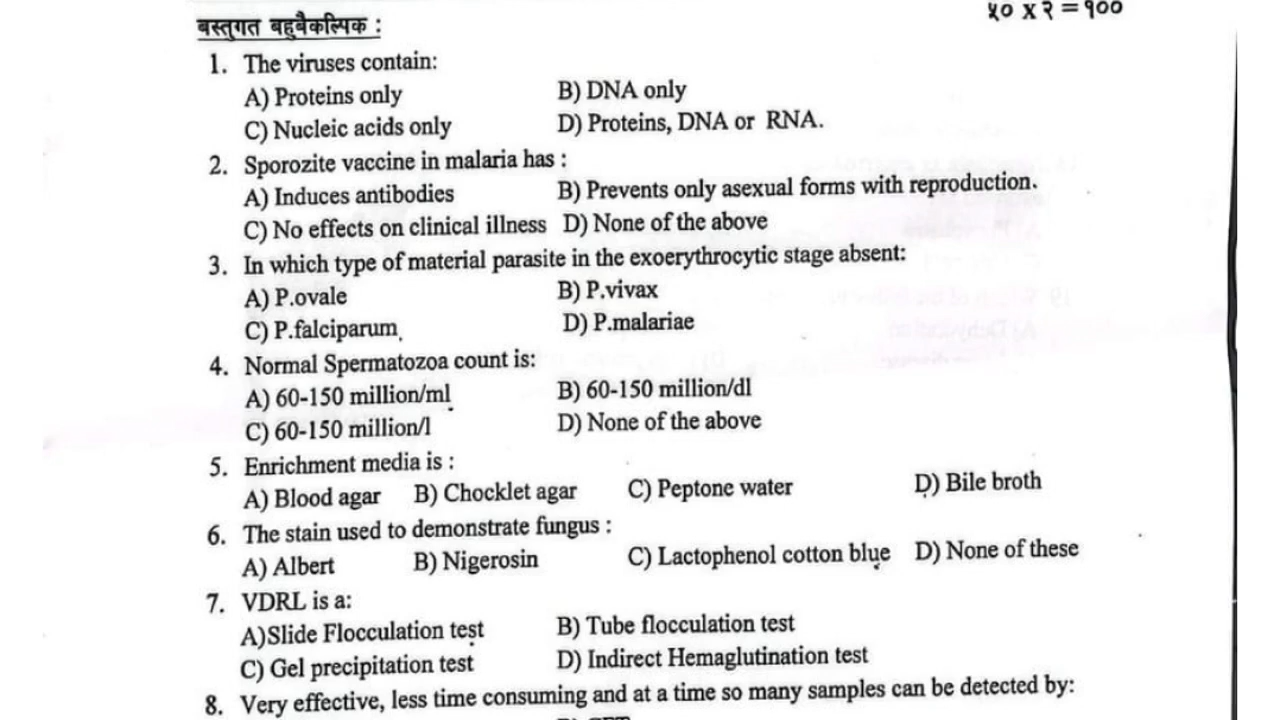 ५० x २ = १००
बस्तुगत बहुबैकल्पिक :
1. The viruses contain:
A) Proteins only B) DNA only
C) Nucleic acids only D) Proteins, DNA or RNA.
2. Sporozite vaccine in malaria has :
A) Induces antibodies B) Prevents only asexual forms with reproduction.
C) No effects on clinical illness D) None of the above
3. In which type of material parasite in the exoerythrocytic stage absent:
A) P.ovale B) P.vivax
C) P.falciparum D) P.malariae
4. Normal Spermatozoa count is:
A) 60-150 million/ml B) 60-150 million/dl
C) 60-150 million/l D) None of the above
5. Enrichment media is :
A) Blood agar B) Chocklet agar C) Peptone water D) Bile broth
6. The stain used to demonstrate fungus :
A) Albert B) Nigerosin C) Lactophenol cotton blue D) None of these
7. VDRL is a:
A)Slide Flocculation test B) Tube flocculation test
C) Gel precipitation test D) Indirect Hemaglutination test
8. Very effective, less time consuming and at a time so many samples can be detected by: